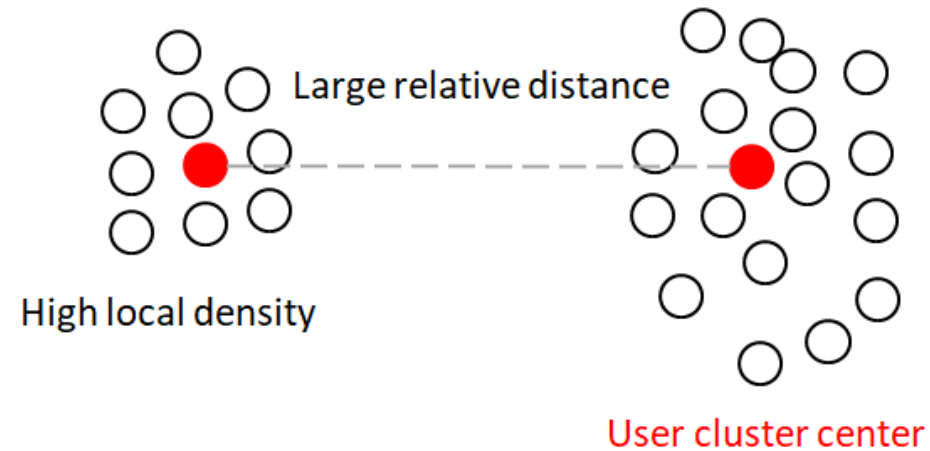 Large relative distance
High local density
User cluster center